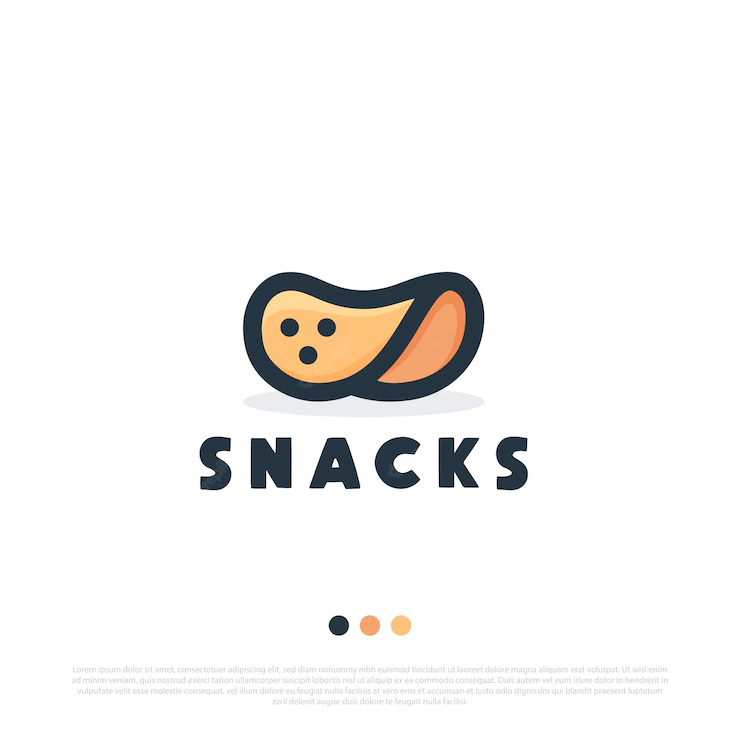 SNACKS
Lorem ipsum dolor sit amet, consectetuer adipiscing elit, sed diam nonummy nibh euismod tincidunt ut laoreet dolore magna aliquam erat volutpat. Ut wisi enim
ad minim veniam, quis nostrud exerci tation ullamcorper suscipit lobortis nisl ut aliquip ex ea commodo consequat. Duis autem vel eum iriure dolor in hendrerit in
vulputate velit esse molestie consequat, vel illum dolore eu feugiat nulla facilisis at vero eros et accumsan et iusto odio dignissim qui blandit praesent luptatum
zzril delenit augue duis dolore te feugait nulla facilisi.